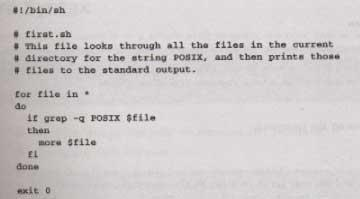 #!/bin/sh
# first.sh
# This file looks through all the files in the current
# directory for the string POSIX, and then prints those
# files to the standard output.
for file in *
do
if grep -q POSIX $file
then
more $file
fi
done
exit 0